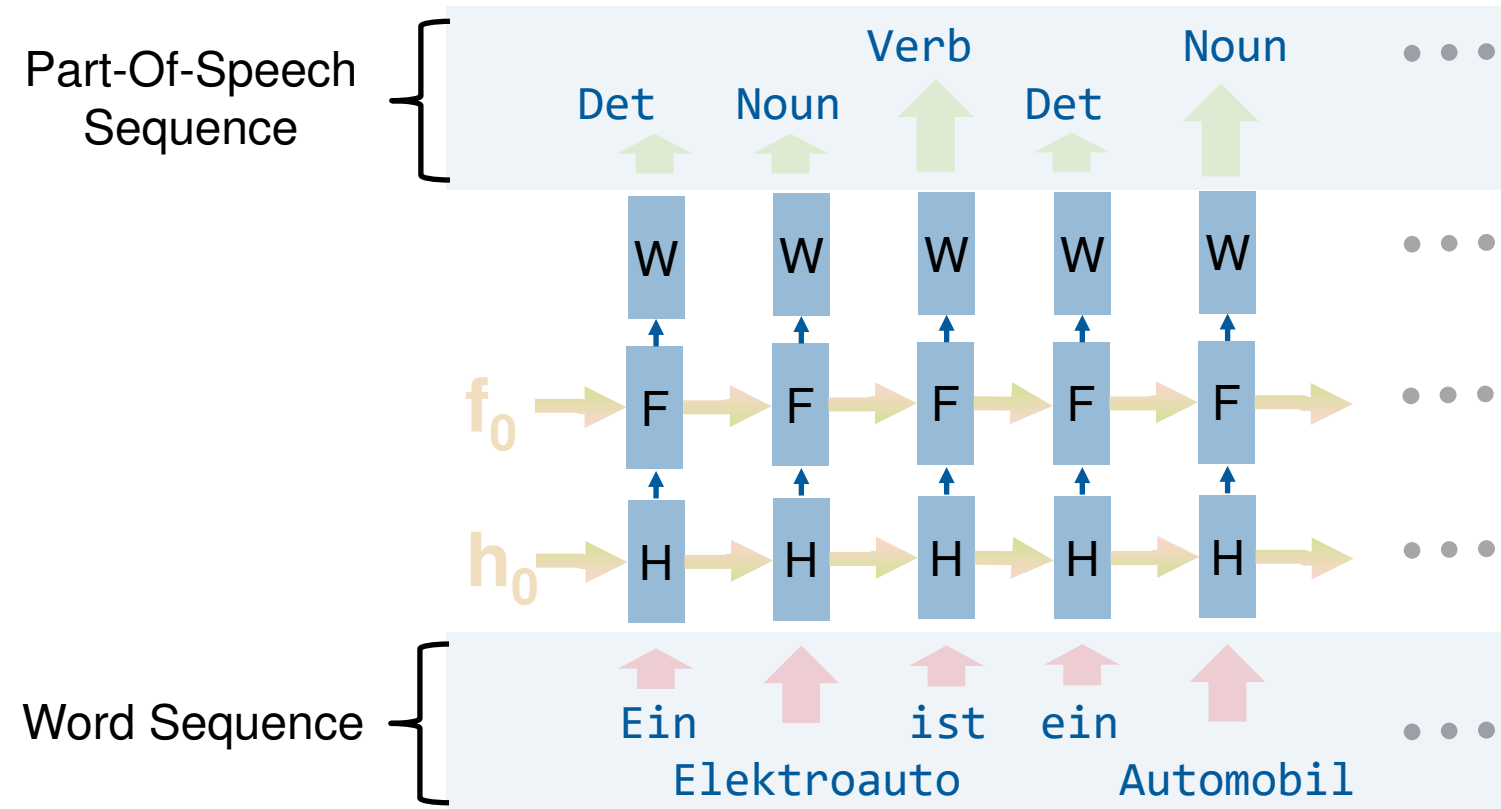 Part-Of-Speech
Sequence
Verb Noun
Det Noun Det
W W W W W
f₀ F F F F F
h₀ H H H H H
Word Sequence
Ein ist ein
Elektroauto Automobil